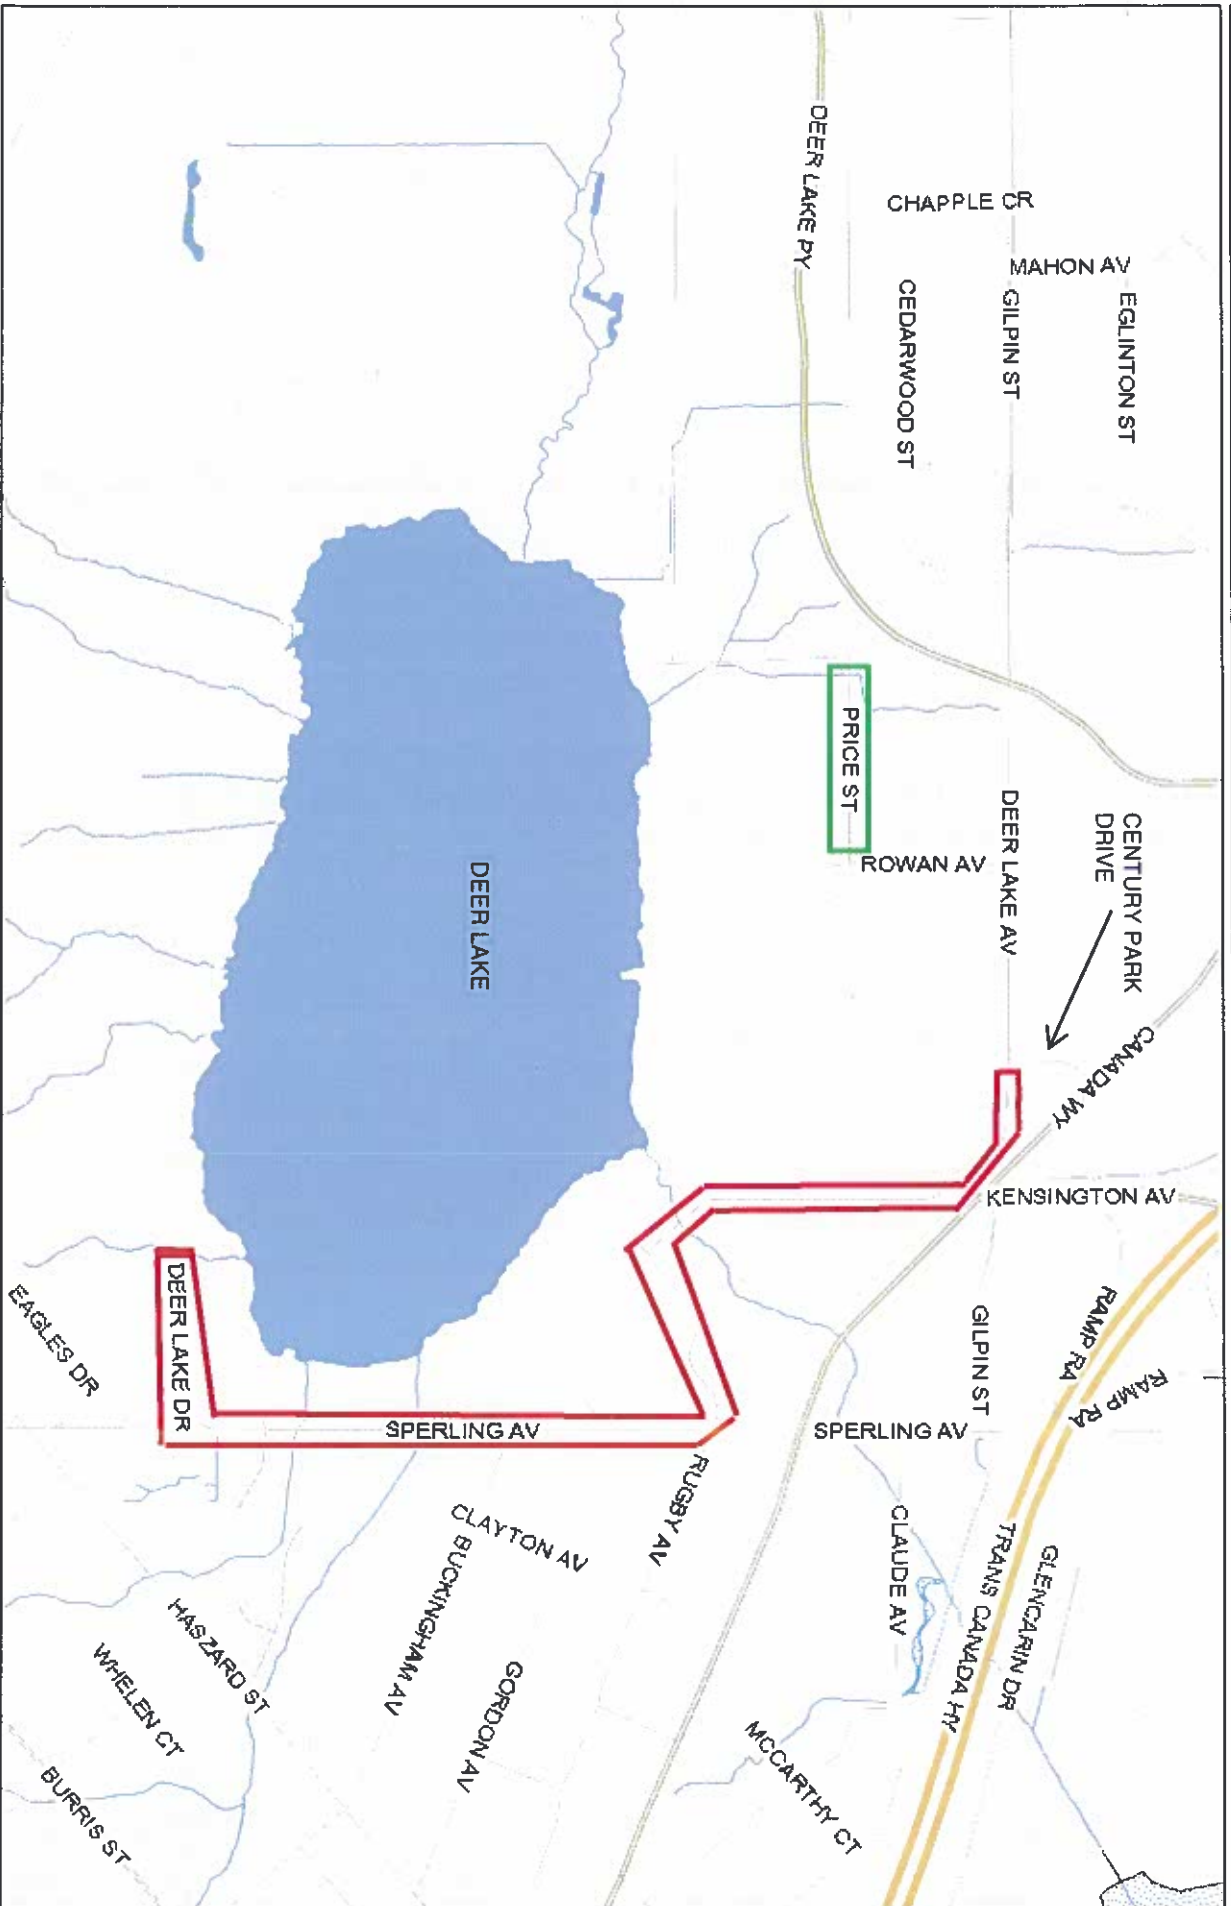 DEER LAKE PY
CHAPPLE CR
MAHON AV
EGLINTON ST
GILPIN ST
CEDARWOOD ST
PRICE ST
ROWAN AV
DEER LAKE AV
CENTURY PARK
DRIVE
CANADA WY
KENSINGTON AV
DEER LAKE
RAMP RA
RAMP RA
GILPIN ST
SPERLING AV
DEER LAKE DR
EAGLES DR
SPERLING AV
RUGBY AV
CLAYTON AV
BUCKINGHAM AV
GORDON AV
CLAUDE AV
TRANS CANADA HY
GLENCARIN DR
MCCARTHY CT
HASZARD ST
WHELEN CT
BURRIS ST